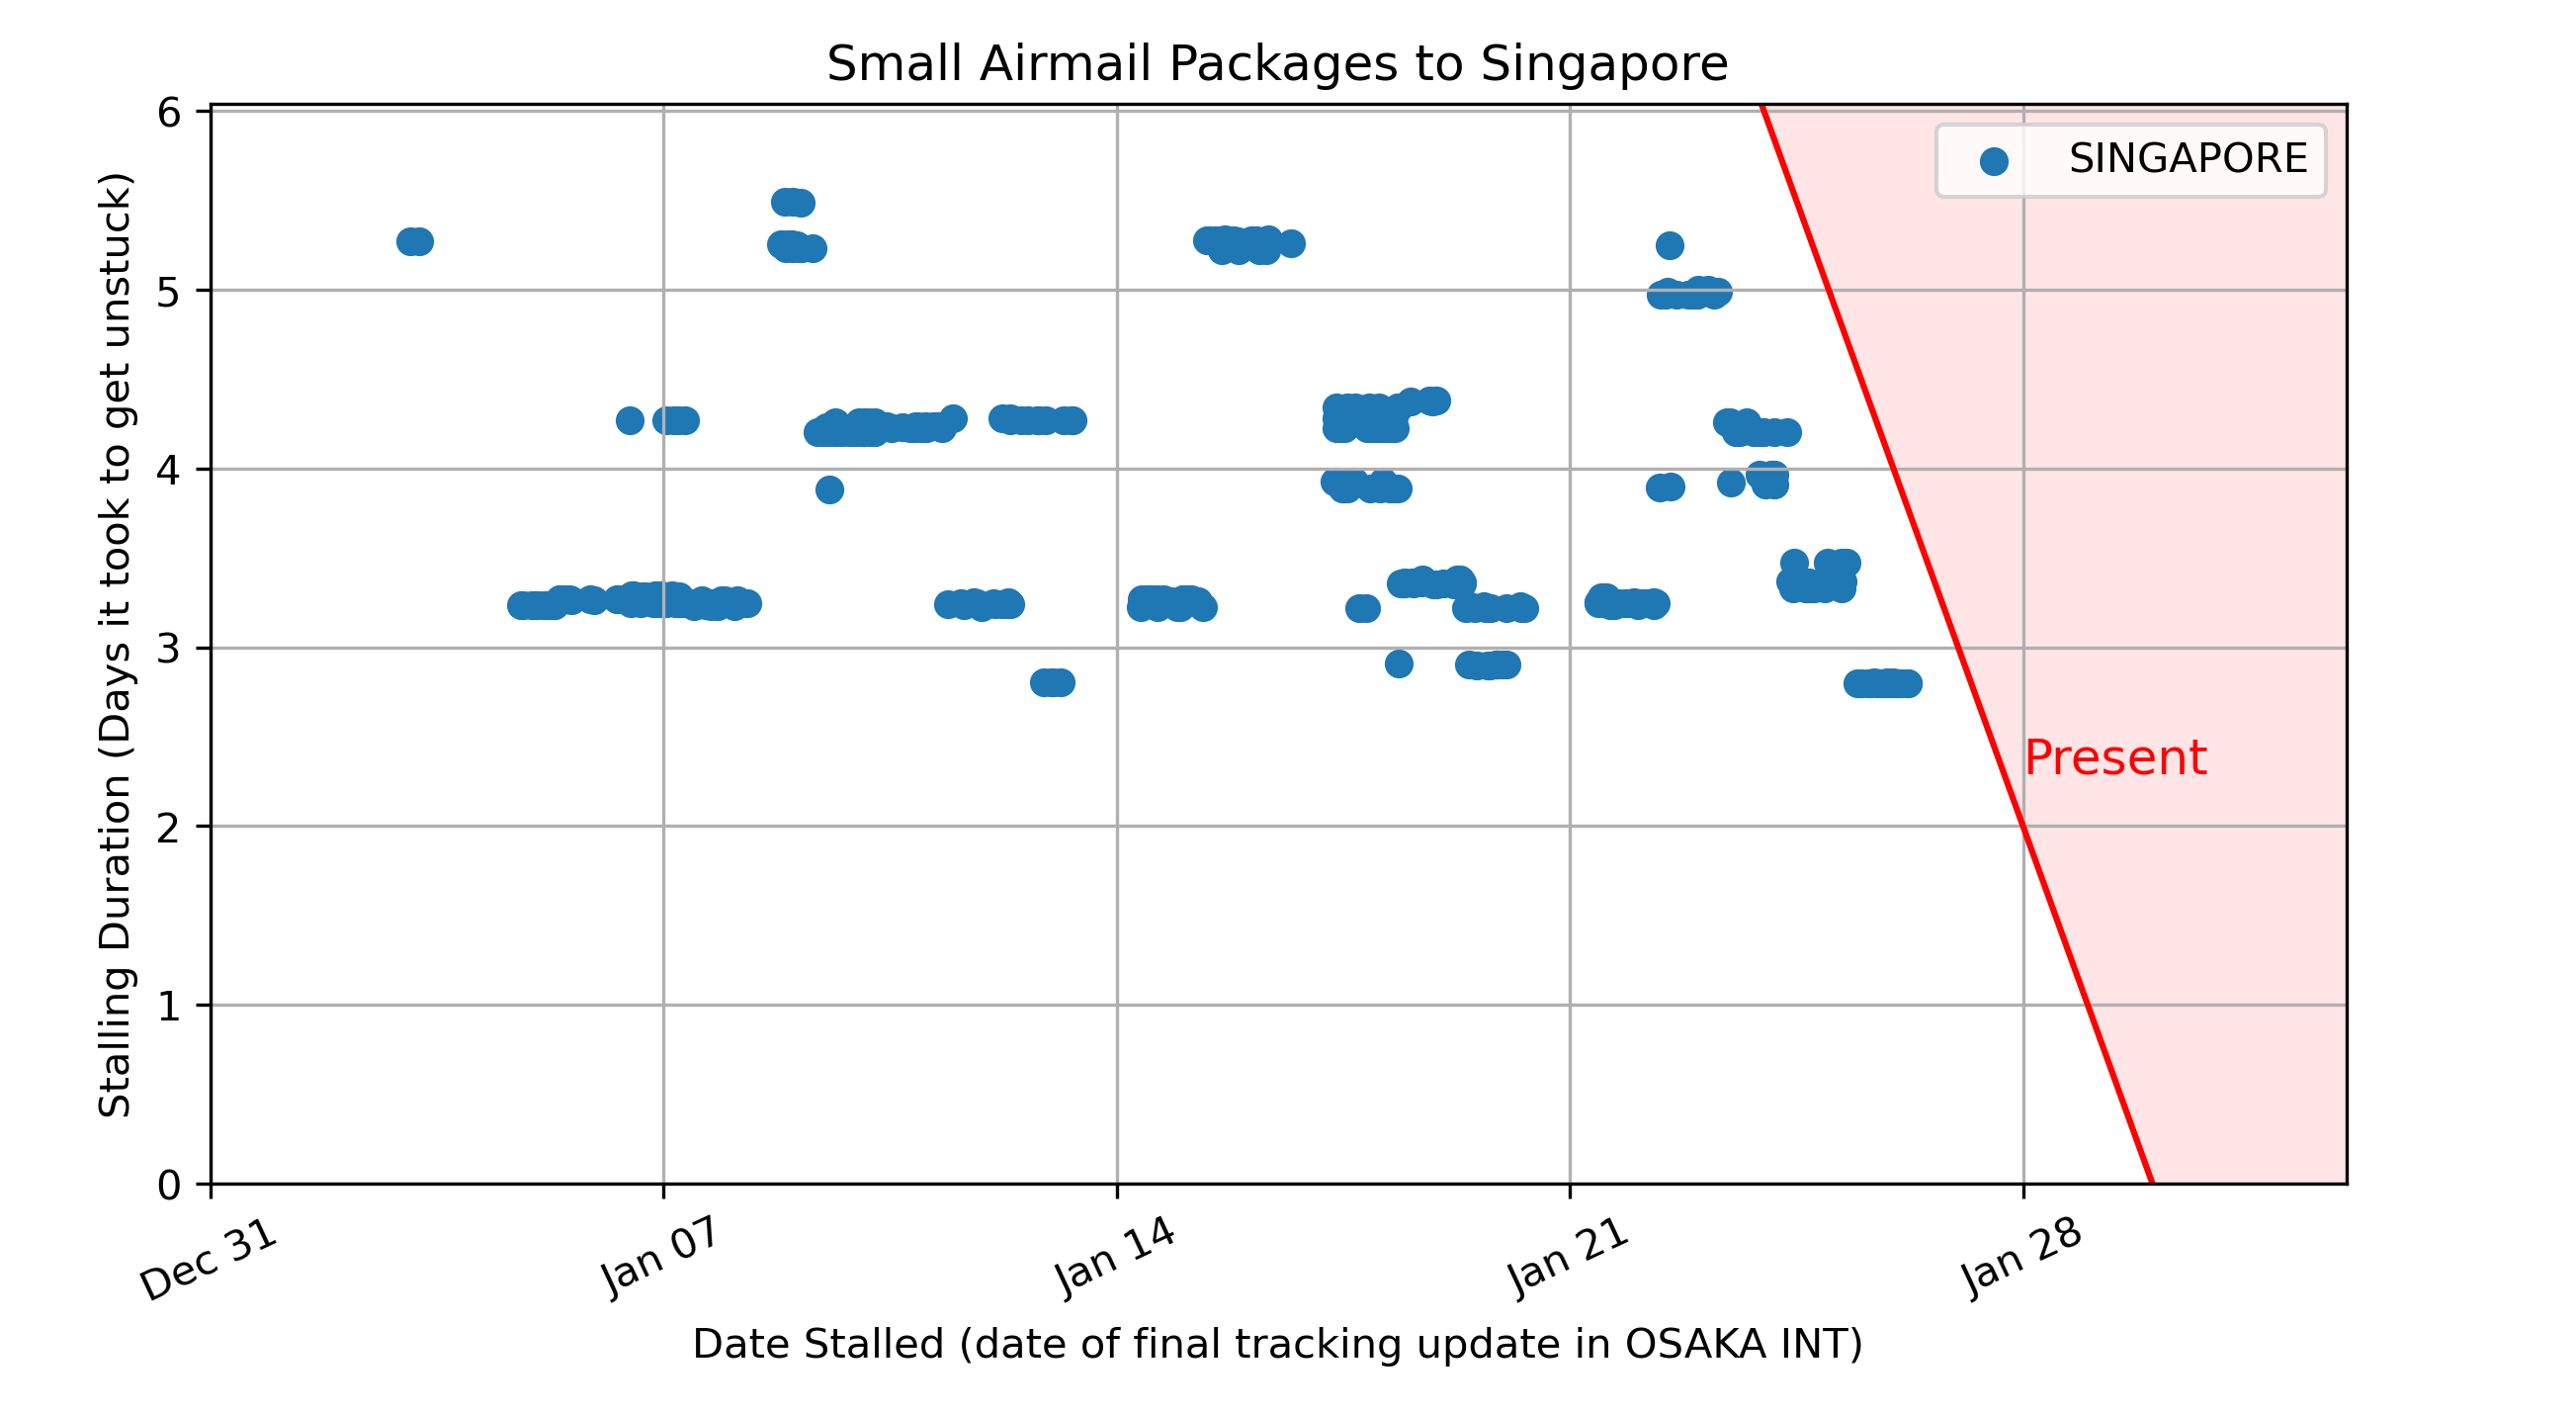 Small Airmail Packages to Singapore
Stalling Duration (Days it took to get unstuck)
6
5
4
3
2
1
0
SINGAPORE
Present
Dec 31
Jan 07
Jan 14
Jan 21
Jan 28
Date Stalled (date of final tracking update in OSAKA INT)